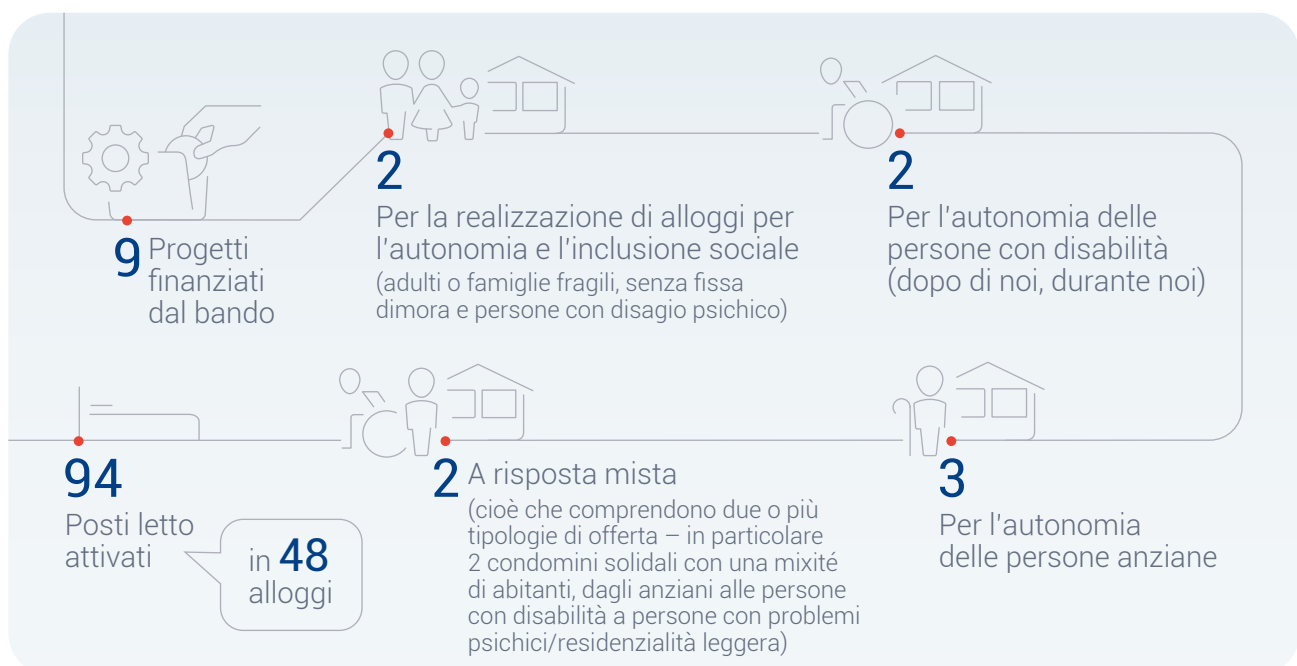 9 Progetti
finanziati
dal bando
2
Per la realizzazione di alloggi per
l'autonomia e l'inclusione sociale
(adulti o famiglie fragili, senza fissa
dimora e persone con disagio psichico)
2
Per l'autonomia delle
persone con disabilità
(dopo di noi, durante noi)
3
Per l'autonomia
delle persone anziane
2 A risposta mista
(cioè che comprendono due o più
tipologie di offerta – in particolare
2 condomini solidali con una mixité
di abitanti, dagli anziani alle persone
con disabilità a persone con problemi
psichici/residenzialità leggera)
94
Posti letto
attivati
in 48
alloggi